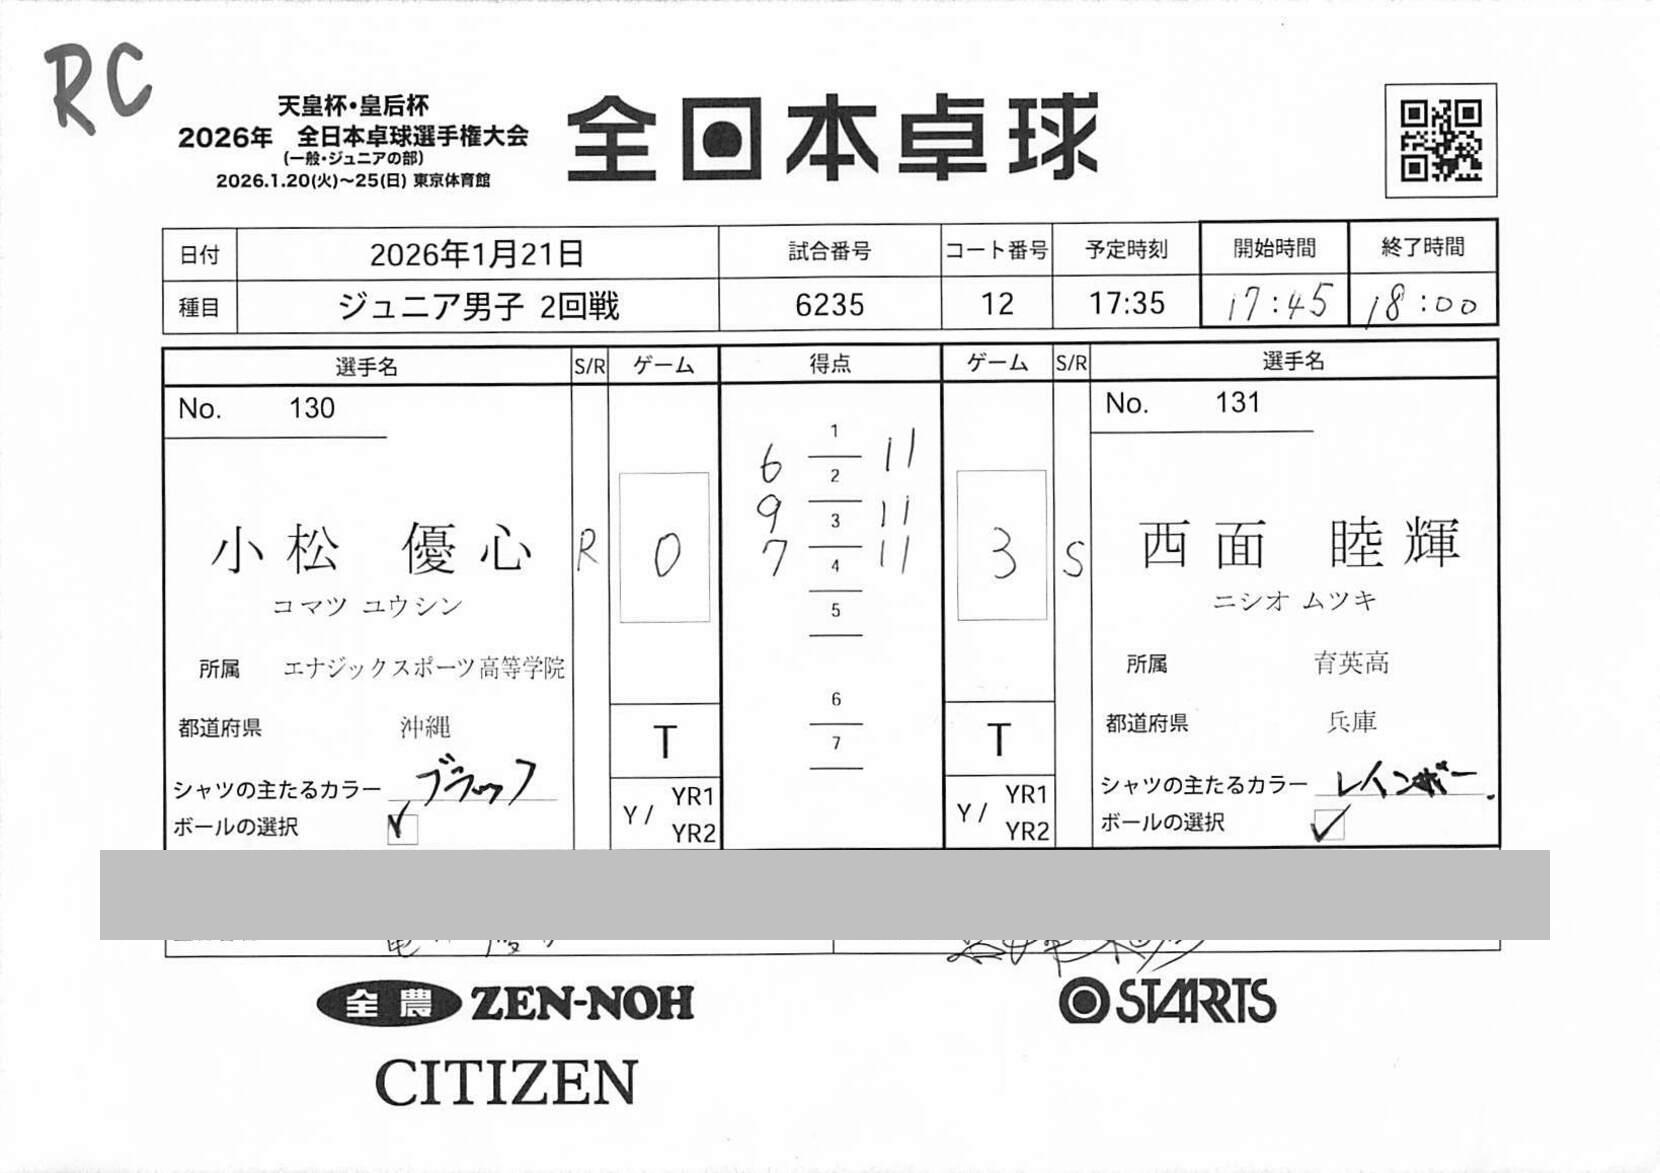 RC
天皇杯・皇后杯
2026年 全日本卓球選手権大会
(一般・ジュニアの部)
2026.1.20(火)～25(日) 東京体育館
全日本卓球
日付 2026年1月21日 試合番号 コート番号 予定時刻 開始時間 終了時間
種目 ジュニア男子 2回戦 6235 12 17:35 17:45 18:00
選手名 S/R ゲーム 得点 ゲーム S/R 選手名
No. 130 No. 131
1
6 11
2
9 11
3
7 11
4
5
6
7
小松 優心 R 0 3 S 西面 睦輝
コマツ ユウシン ニシオ ムツキ
所属 エナジックスポーツ高等学院 所属 育英高
都道府県 沖縄 T T 都道府県 兵庫
シャツの主たるカラー ブラック シャツの主たるカラー レインボー
Y/ YR1 YR2 Y/ YR1 YR2
ボールの選択 ✓ ボールの選択 ✓
全農 ZEN-NOH STARTS
CITIZEN